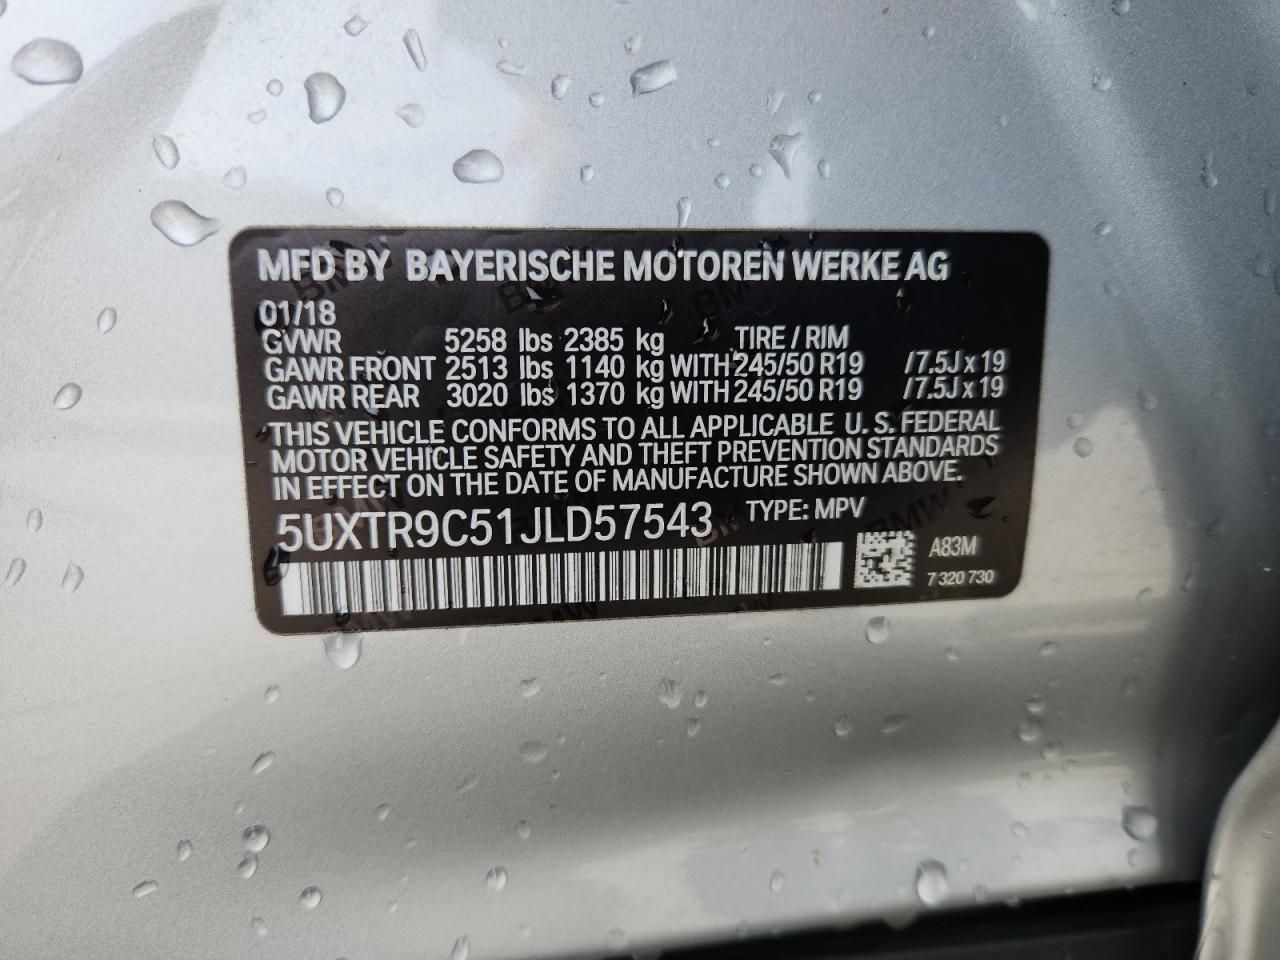 MFD BY BAYERISCHE MOTOREN WERKE AG
01/18
GVWR 5258 lbs 2385 kg TIRE / RIM
GAWR FRONT 2513 lbs 1140 kg WITH 245/50 R19 /7.5J x 19
GAWR REAR 3020 lbs 1370 kg WITH 245/50 R19 /7.5J x 19
THIS VEHICLE CONFORMS TO ALL APPLICABLE U. S. FEDERAL
MOTOR VEHICLE SAFETY AND THEFT PREVENTION STANDARDS
IN EFFECT ON THE DATE OF MANUFACTURE SHOWN ABOVE.
5UXTR9C51JLD57543 TYPE: MPV
A83M
7 320 730